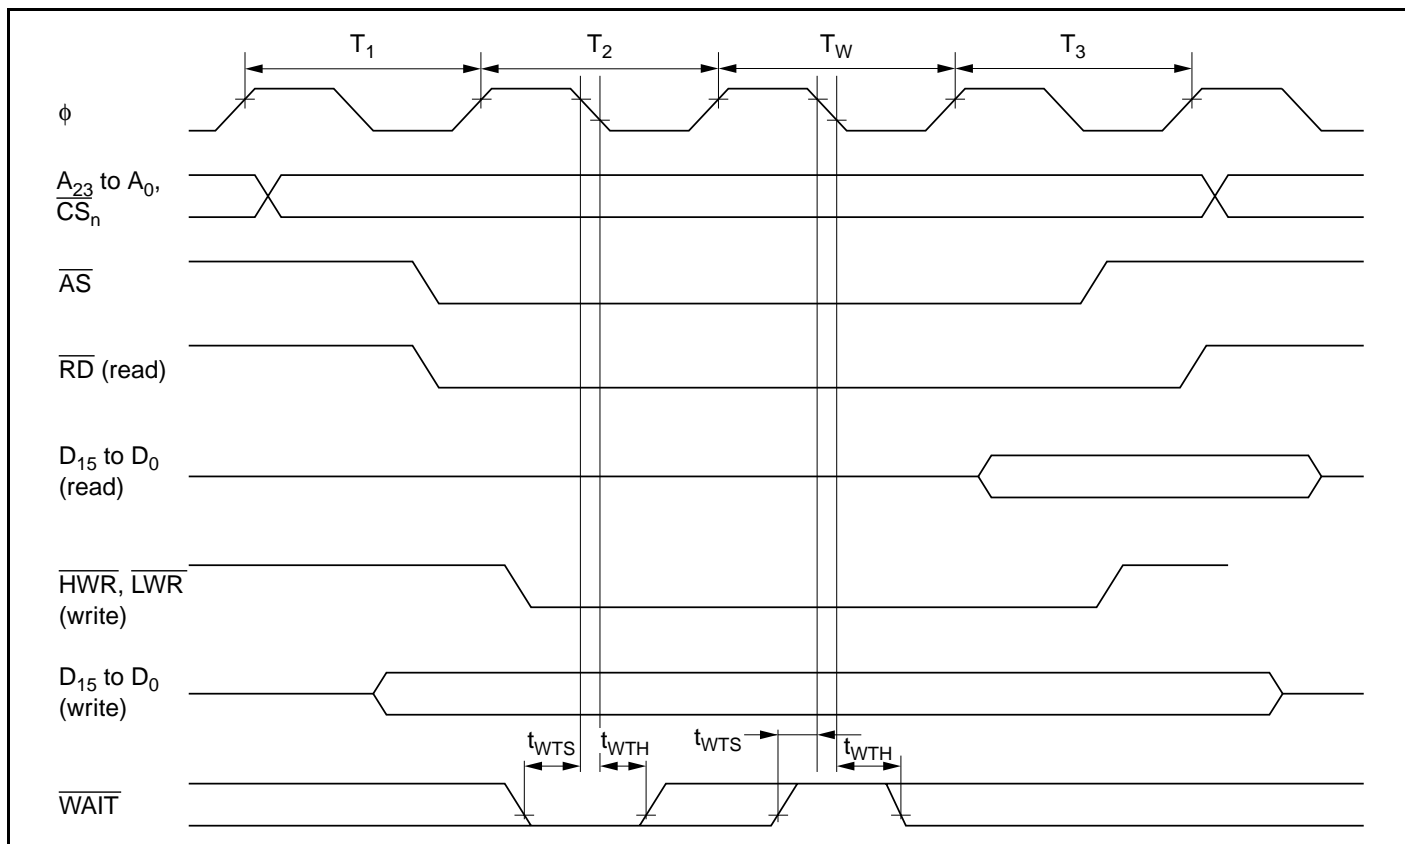 T1 T2 TW T3
ϕ
A23 to A0,
CSn
AS
RD (read)
D15 to D0
(read)
HWR, LWR
(write)
D15 to D0
(write)
tWTS tWTH tWTS tWTH
WAIT